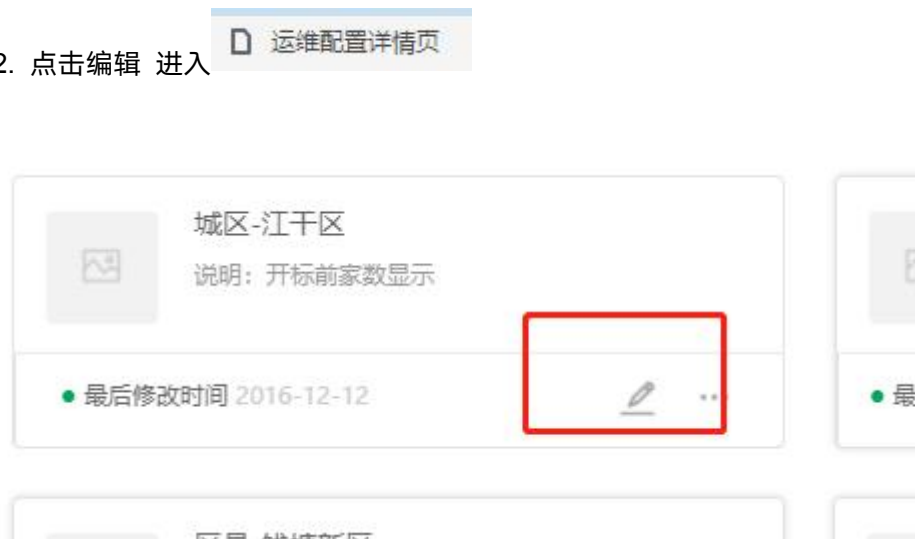 2. 点击编辑 进入 运维配置详情页
城区-江干区
说明：开标前家数显示
最后修改时间 2016-12-12
最